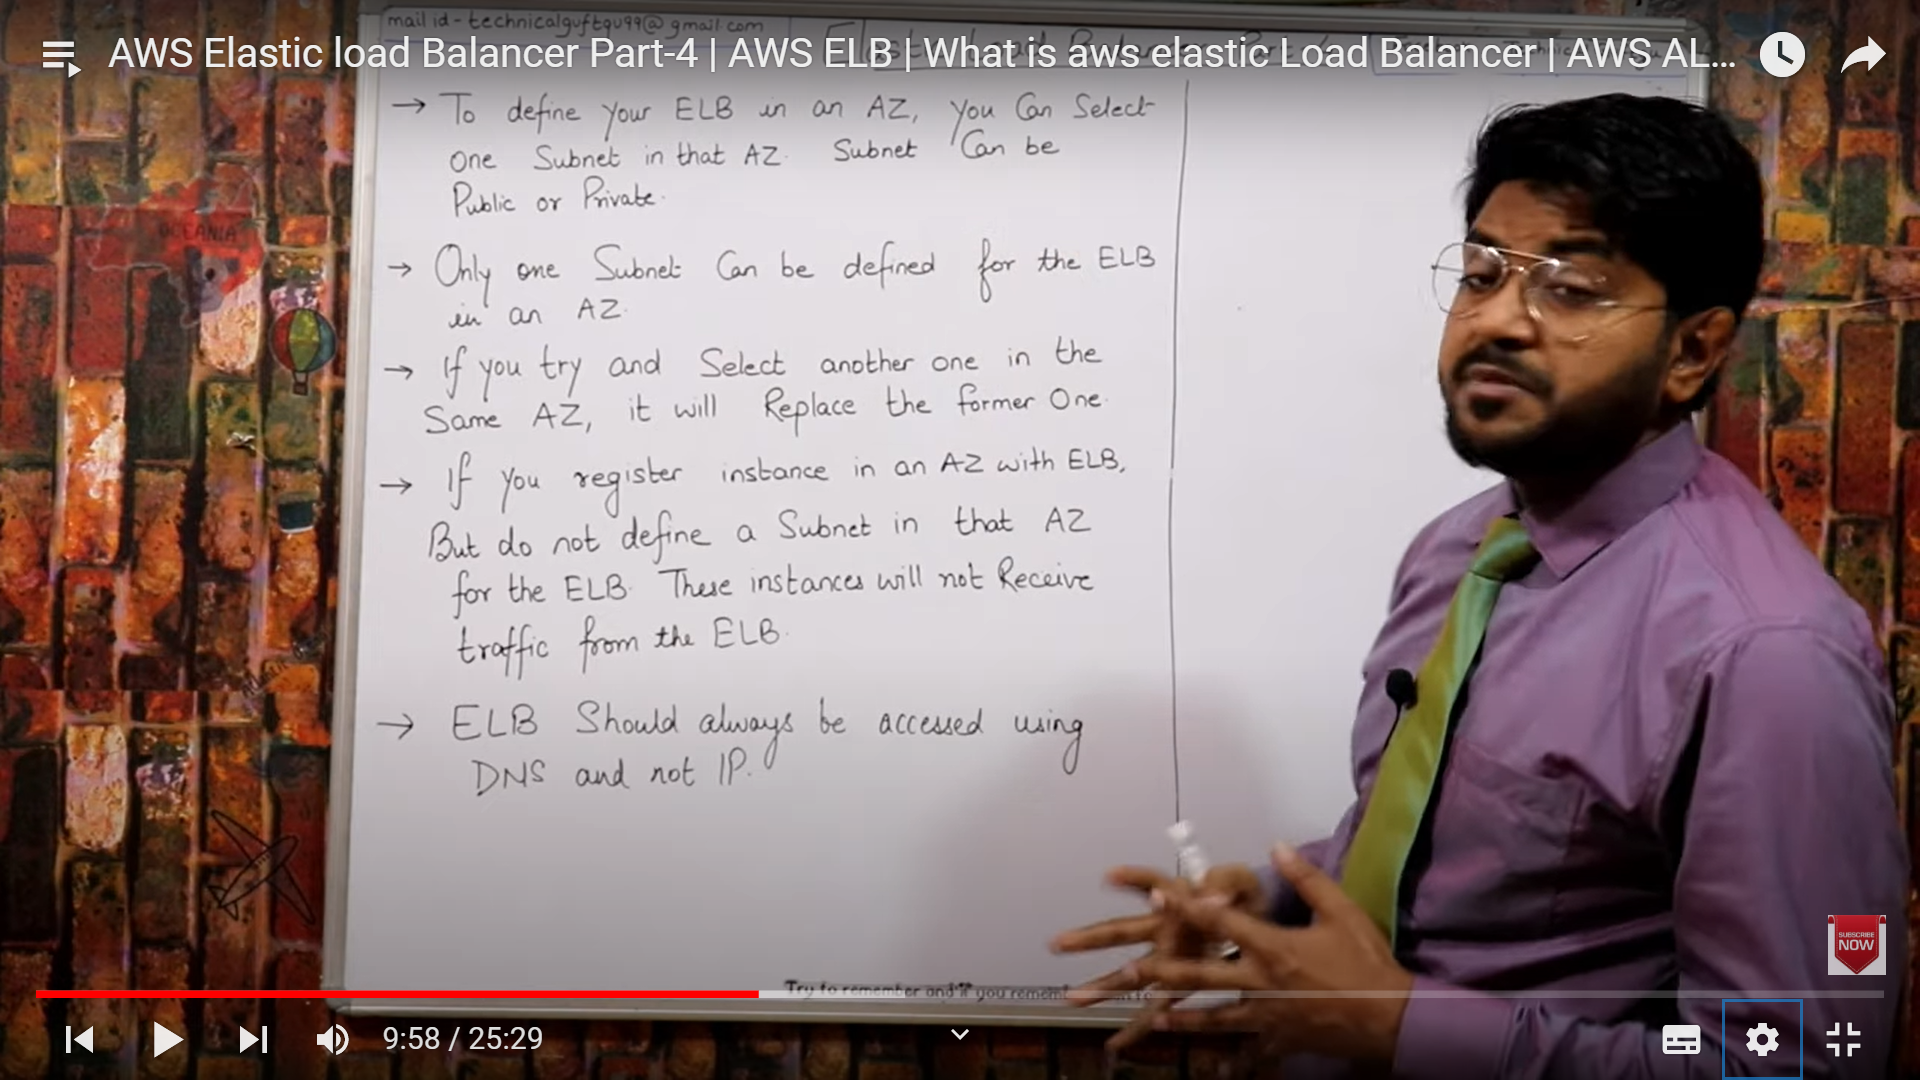 mail id - technicalguftgu99@gmail.com
AWS Elastic load Balancer Part-4 | AWS ELB | What is aws elastic Load Balancer | AWS AL...
→ To define your ELB in an AZ, you Can Select
one Subnet in that AZ. Subnet Can be
Public or Private.
→ Only one Subnet Can be defined for the ELB
in an AZ.
→ If you try and Select another one in the
Same AZ, it will Replace the former One.
→ If you register instance in an AZ with ELB,
But do not define a Subnet in that AZ
for the ELB. These instances will not Receive
traffic from the ELB.
→ ELB Should always be accessed using
DNS and not IP.
OCEANIA
SUBSCRIBE
NOW
Try to remember and if you
9:58 / 25:29